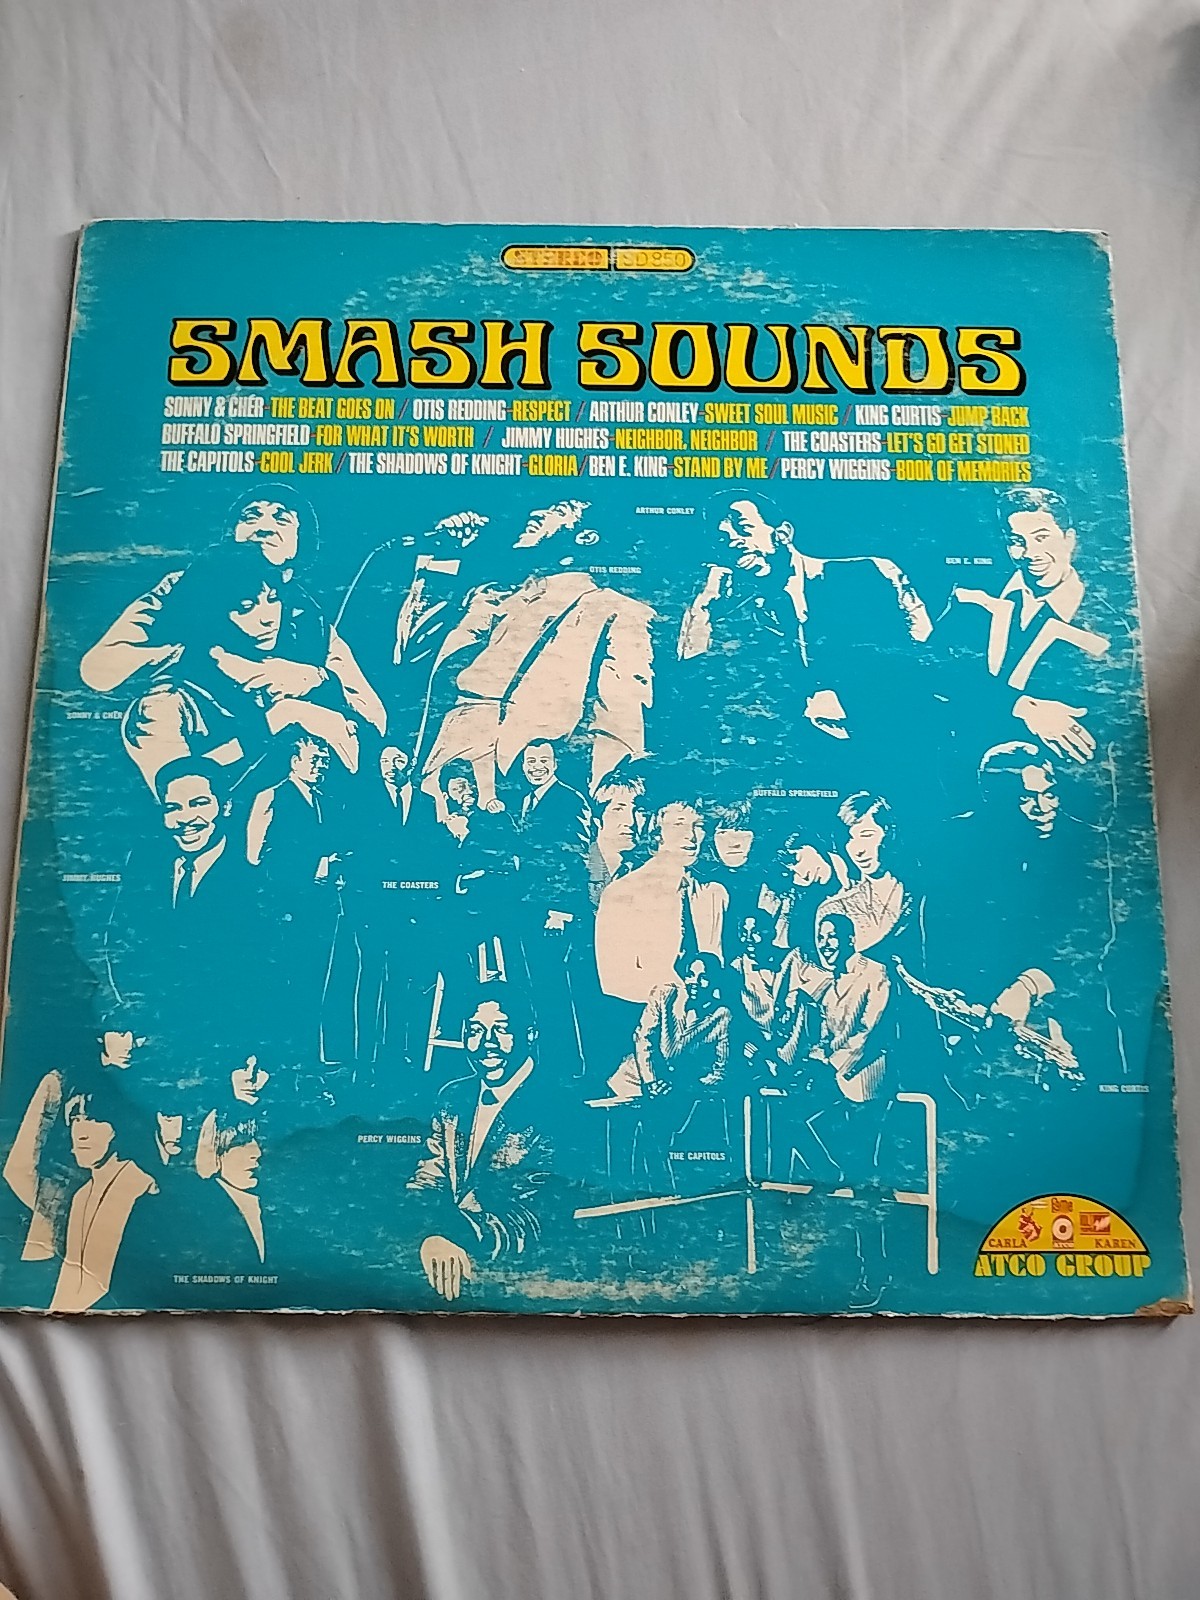 STEREO SD 850
SMASH SOUNDS
SONNY & CHÉR-THE BEAT GOES ON / OTIS REDDING-RESPECT / ARTHUR CONLEY-SWEET SOUL MUSIC / KING CURTIS-JUMP BACK
BUFFALO SPRINGFIELD-FOR WHAT IT'S WORTH / JIMMY HUGHES-NEIGHBOR, NEIGHBOR / THE COASTERS-LET'S GO GET STONED
THE CAPITOLS-COOL JERK / THE SHADOWS OF KNIGHT-GLORIA / BEN E. KING-STAND BY ME / PERCY WIGGINS-BOOK OF MEMORIES
ARTHUR CONLEY
BEN E. KING
OTIS REDDING
SONNY & CHÉR
BUFFALO SPRINGFIELD
JIMMY HUGHES
THE COASTERS
KING CURTIS
PERCY WIGGINS
THE CAPITOLS
THE SHADOWS OF KNIGHT
fame
CARLA ATCO KAREN
ATCO GROUP